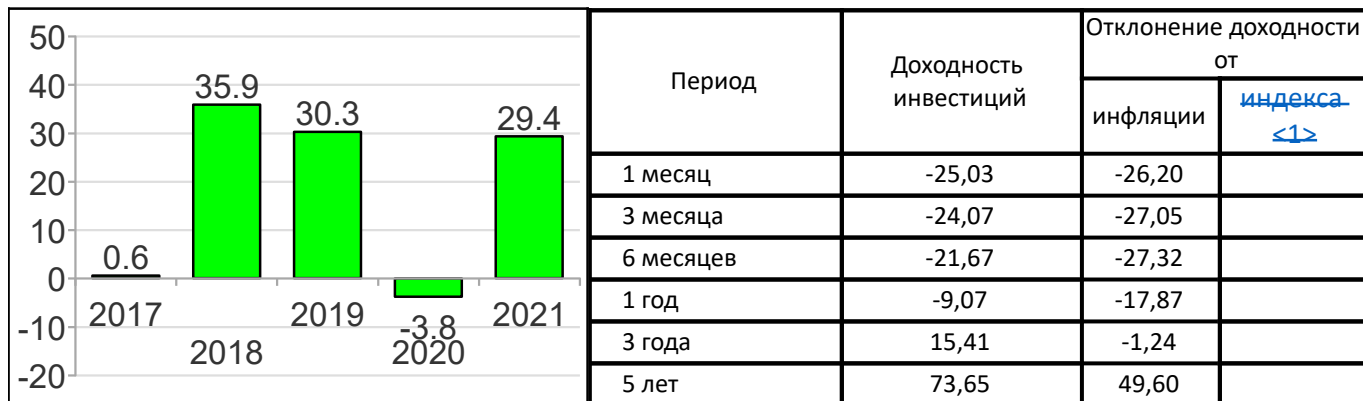 50
40
30
20
10
0
-10
-20
0.6
35.9
30.3
-3.8
29.4
2017
2018
2019
2020
2021
Период
Доходность
инвестиций
Отклонение доходности
от
инфляции
индекса
<1>
1 месяц -25,03 -26,20
3 месяца -24,07 -27,05
6 месяцев -21,67 -27,32
1 год -9,07 -17,87
3 года 15,41 -1,24
5 лет 73,65 49,60